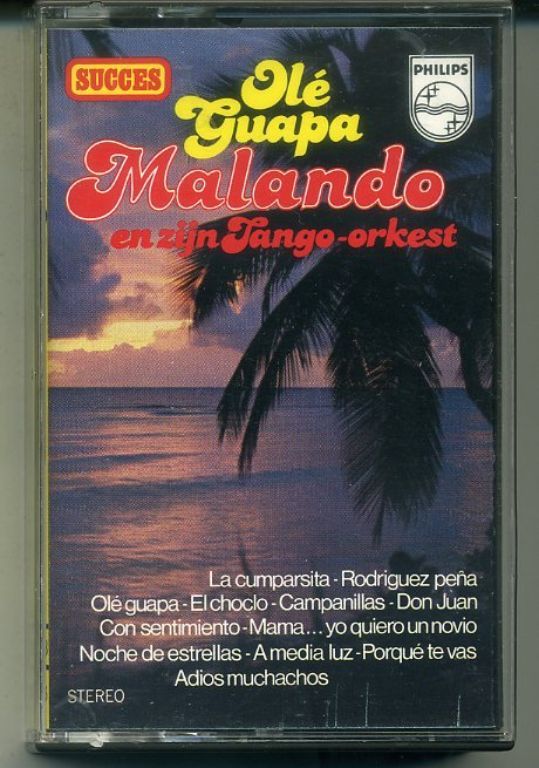 SUCCES
Olé
Guapa
PHILIPS
Malando
en zijn Tango-orkest
La cumparsita - Rodriguez peña
Olé guapa - El choclo - Campanillas - Don Juan
Con sentimiento - Mama... yo quiero un novio
Noche de estrellas - A media luz - Porqué te vas
Adios muchachos
STEREO